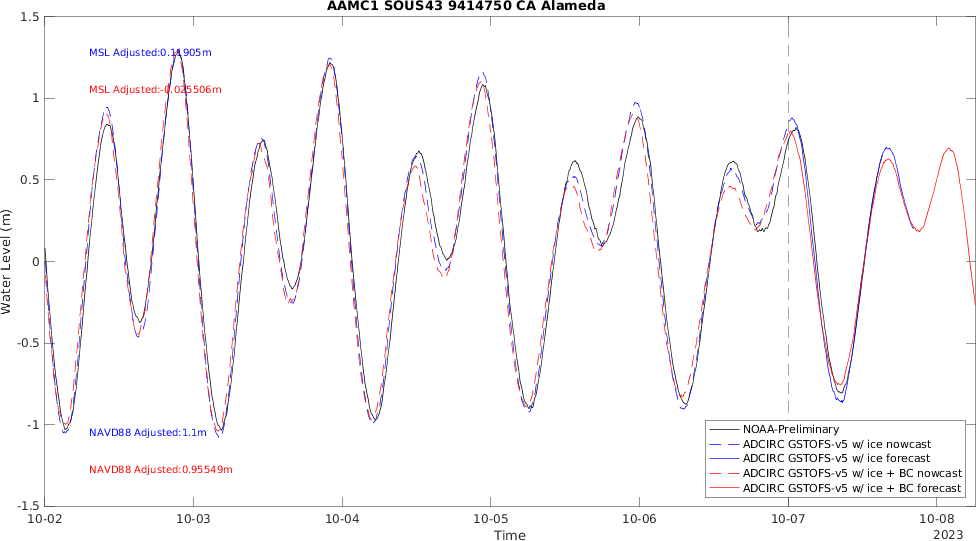 AAMC1 SOUS43 9414750 CA Alameda
1.5
MSL Adjusted:0.11905m
MSL Adjusted:-0.025506m
1
0.5
0
-0.5
-1
-1.5
Water Level (m)
NAVD88 Adjusted:1.1m
NAVD88 Adjusted:0.95549m
NOAA-Preliminary
ADCIRC GSTOFS-v5 w/ ice nowcast
ADCIRC GSTOFS-v5 w/ ice forecast
ADCIRC GSTOFS-v5 w/ ice + BC nowcast
ADCIRC GSTOFS-v5 w/ ice + BC forecast
10-02 10-03 10-04 10-05 10-06 10-07 10-08
Time
2023